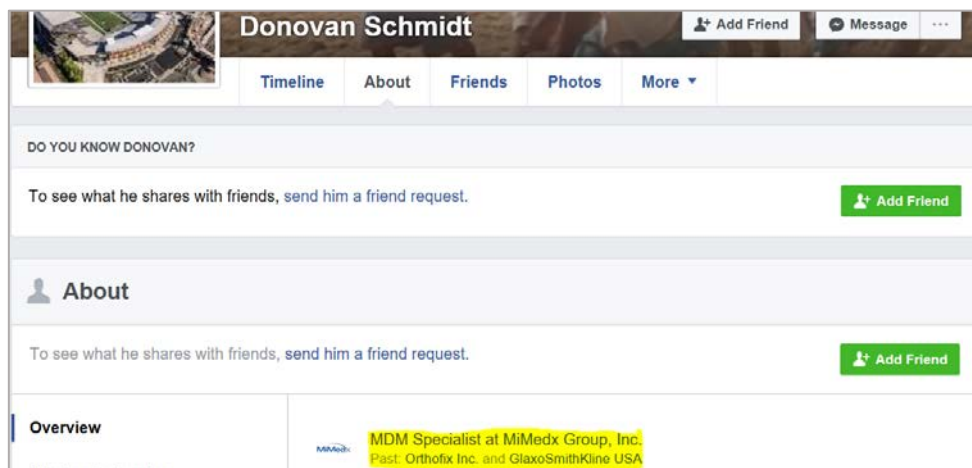 Donovan Schmidt
Add Friend
Message
Timeline About Friends Photos More
DO YOU KNOW DONOVAN?
To see what he shares with friends, send him a friend request.
Add Friend
About
To see what he shares with friends, send him a friend request.
Add Friend
Overview
MiMedx
MDM Specialist at MiMedx Group, Inc.
Past: Orthofix Inc. and GlaxoSmithKline USA